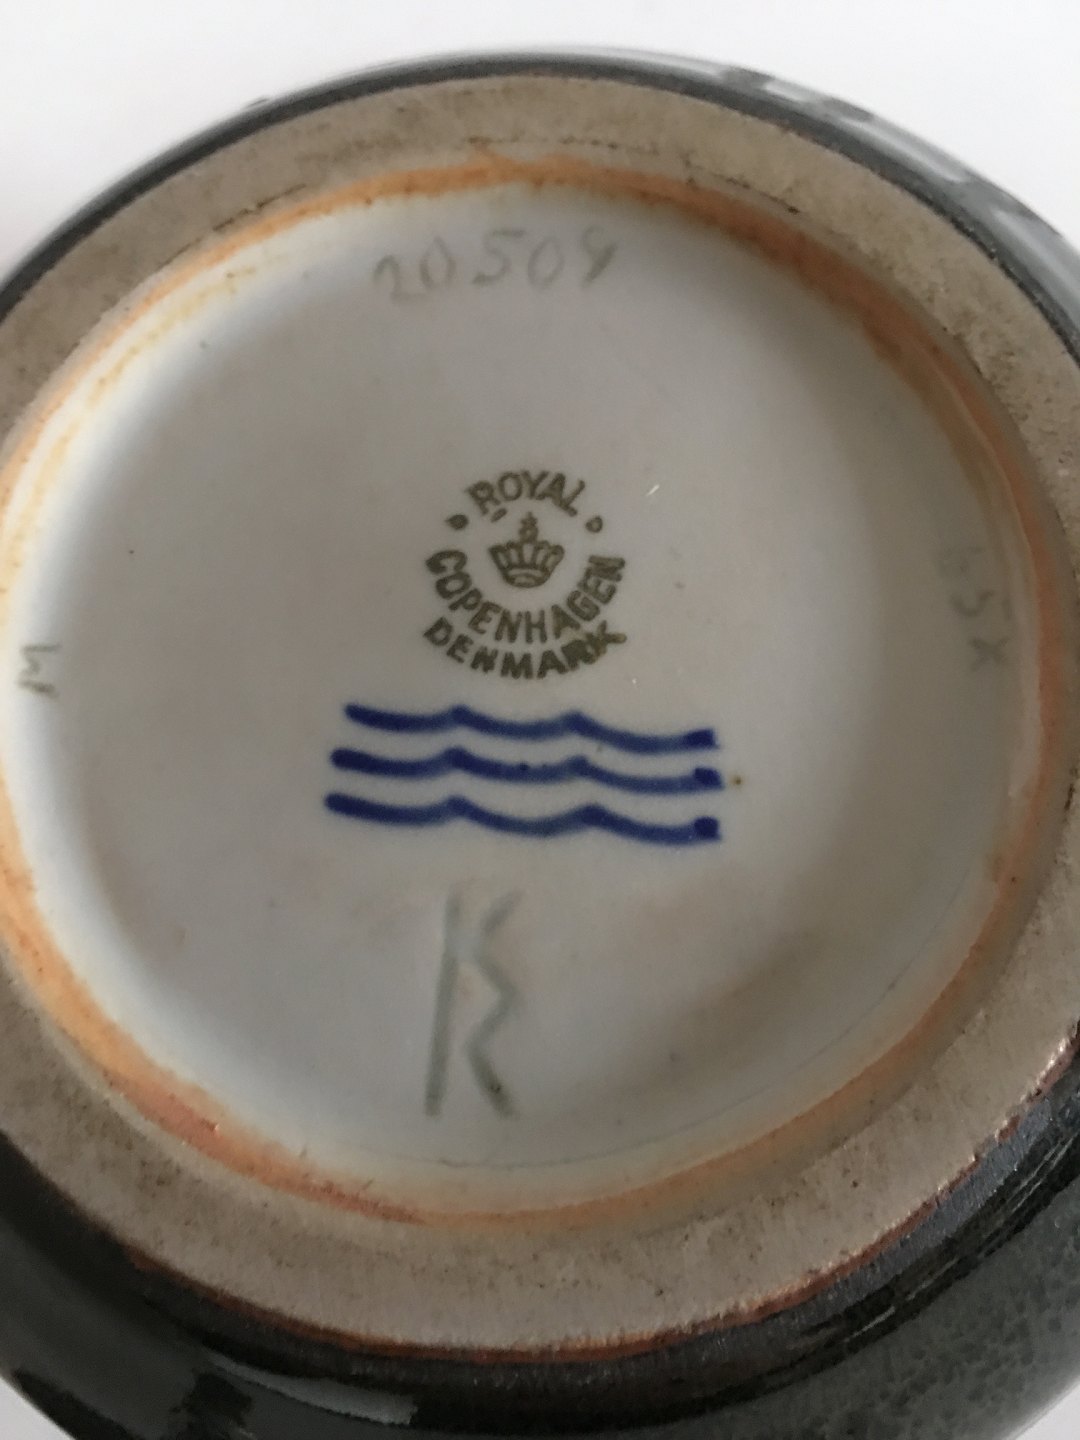 20509
ROYAL
COPENHAGEN
DENMARK
K